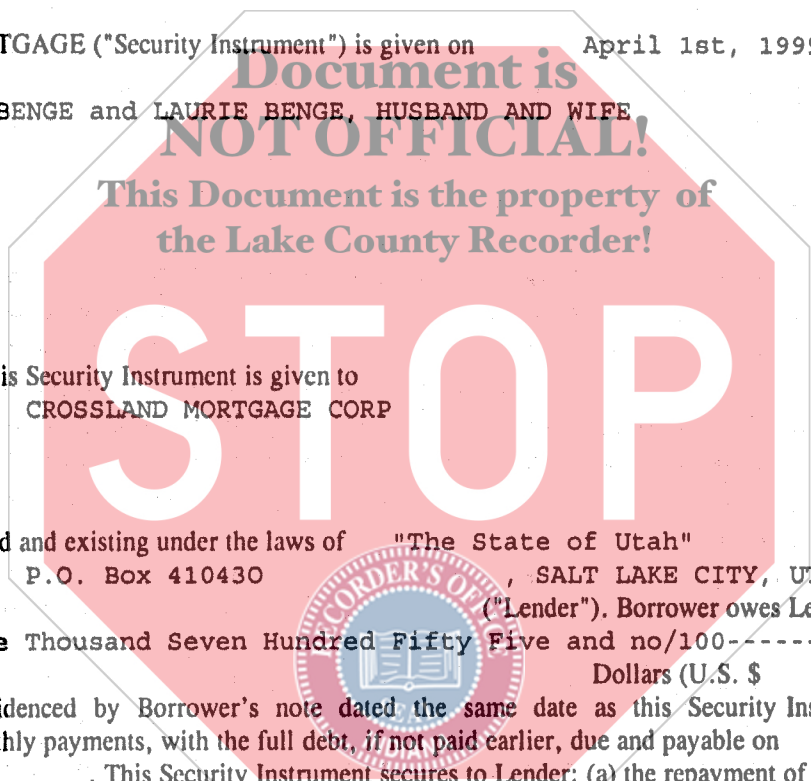 TGAGE ("Security Instrument") is given on April 1st, 1999
Document is
BENGE and LAURIE BENGE, HUSBAND AND WIFE
NOT OFFICIAL!
This Document is the property of
the Lake County Recorder!
STOP
is Security Instrument is given to
CROSSLAND MORTGAGE CORP
d and existing under the laws of "The State of Utah"
P.O. Box 410430 , SALT LAKE CITY, UT
("Lender"). Borrower owes Le
e Thousand Seven Hundred Fifty Five and no/100------
Dollars (U.S. $
RECORDER'S OFFICE
idenced by Borrower's note dated the same date as this Security Ins
hly payments, with the full debt, if not paid earlier, due and payable on
. This Security Instrument secures to Lender: (a) the repayment of